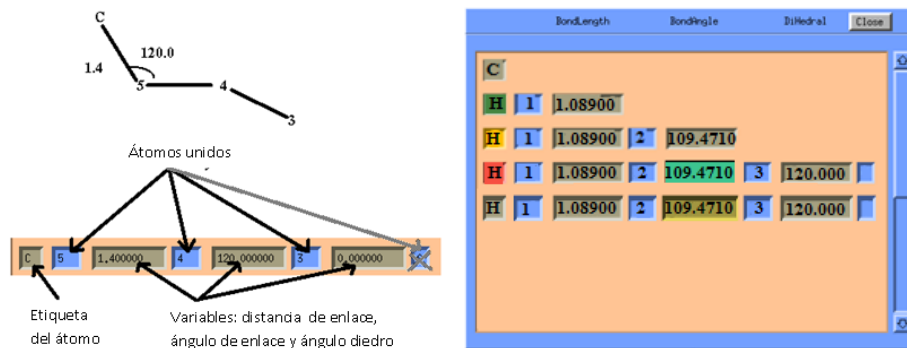 C
120.0
1.4
5
4
3
Átomos unidos
C 5 1,400000 4 120,000000 3 0,000000
Etiqueta
del átomo
Variables: distancia de enlace,
ángulo de enlace y ángulo diedro
BondLength BondAngle DiHedral Close
C
H 1 1.08900
H 1 1.08900 2 109.4710
H 1 1.08900 2 109.4710 3 120.000
H 1 1.08900 2 109.4710 3 120.000